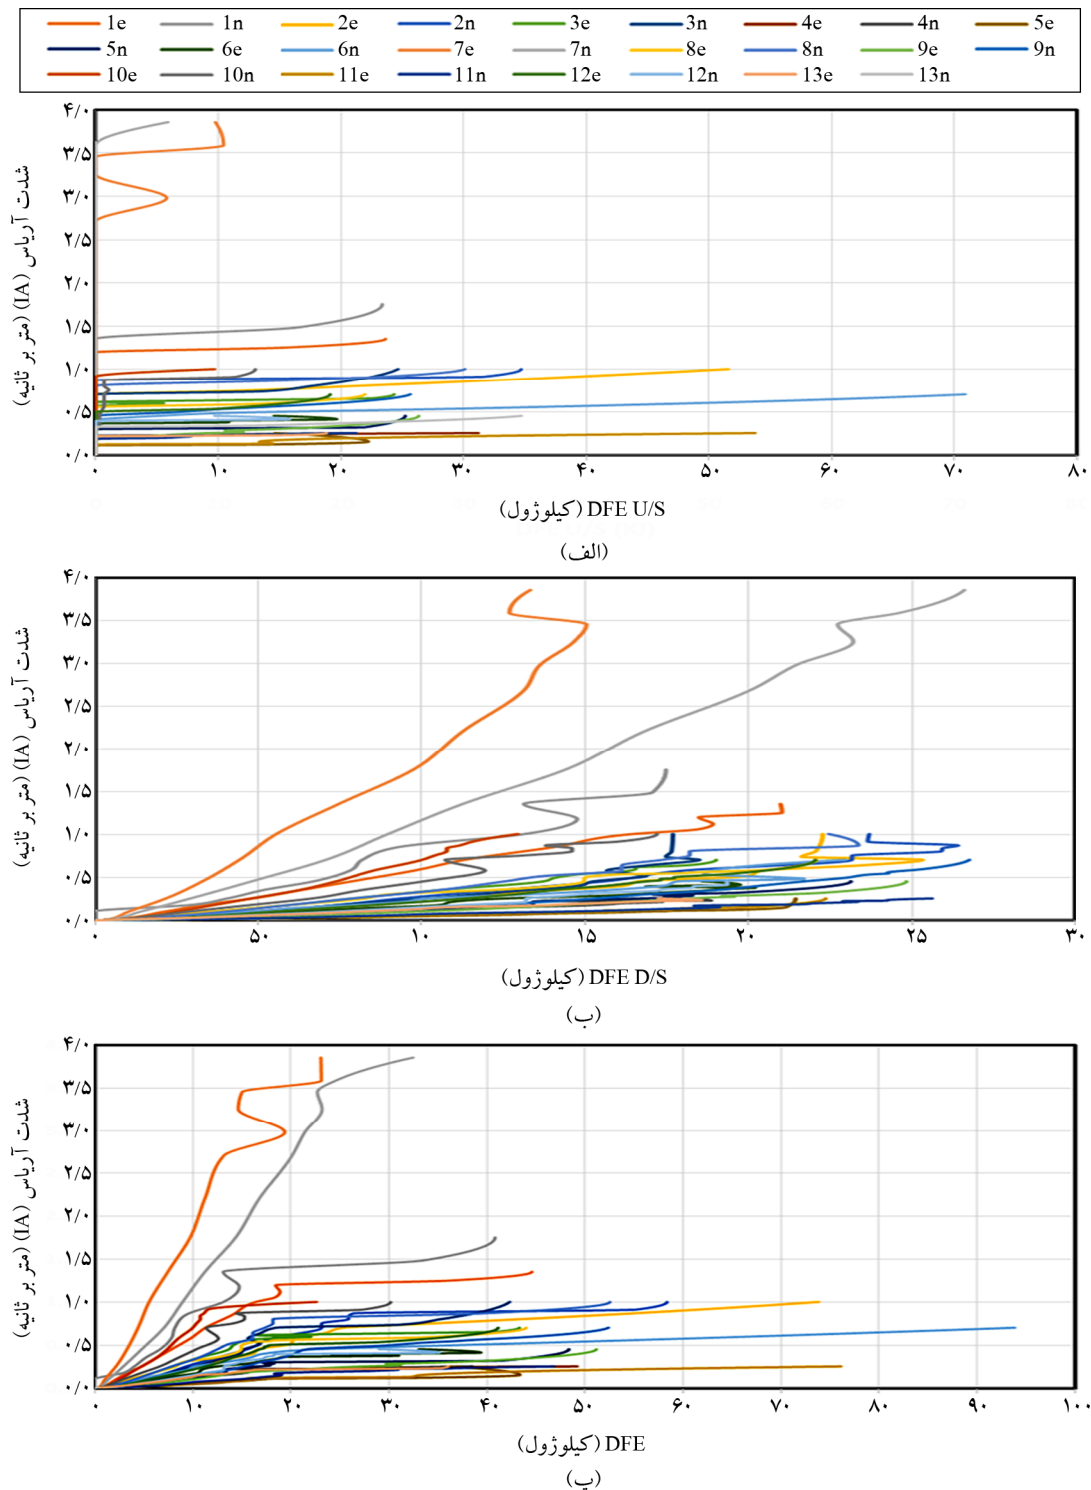 1e 1n 2e 2n 3e 3n 4e 4n 5e
5n 6e 6n 7e 7n 8e 8n 9e 9n
10e 10n 11e 11n 12e 12n 13e 13n
شدت آریاس (IA) (متر بر ثانیه)
۴/۰
۳/۵
۳/۰
۲/۵
۲/۰
۱/۵
۱/۰
۰/۵
۰/۰
۰ ۱۰ ۲۰ ۳۰ ۴۰ ۵۰ ۶۰ ۷۰ ۸۰
DFE U/S (کیلوژول)
(الف)
شدت آریاس (IA) (متر بر ثانیه)
۴/۰
۳/۵
۳/۰
۲/۵
۲/۰
۱/۵
۱/۰
۰/۵
۰/۰
۰ ۵۰ ۱۰ ۱۵ ۲۰ ۲۵ ۳۰
DFE D/S (کیلوژول)
(ب)
شدت آریاس (IA) (متر بر ثانیه)
۴/۰
۳/۵
۳/۰
۲/۵
۲/۰
۱/۵
۱/۰
۰/۵
۰/۰
۰ ۱۰ ۲۰ ۳۰ ۴۰ ۵۰ ۶۰ ۷۰ ۸۰ ۹۰ ۱۰۰
DFE (کیلوژول)
(پ)